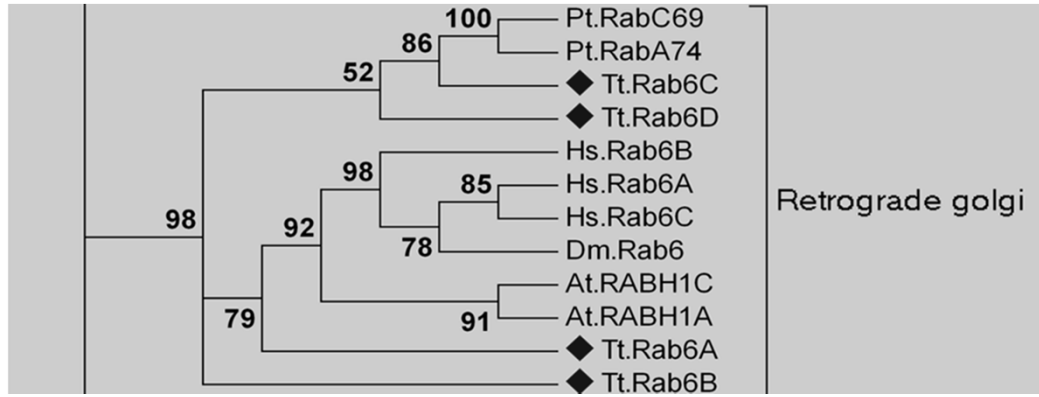 100
Pt.RabC69
86
Pt.RabA74
52
Tt.Rab6C
Tt.Rab6D
98
Hs.Rab6B
85
Hs.Rab6A
Retrograde golgi
98
92
Hs.Rab6C
78
Dm.Rab6
At.RABH1C
79
91
At.RABH1A
Tt.Rab6A
Tt.Rab6B